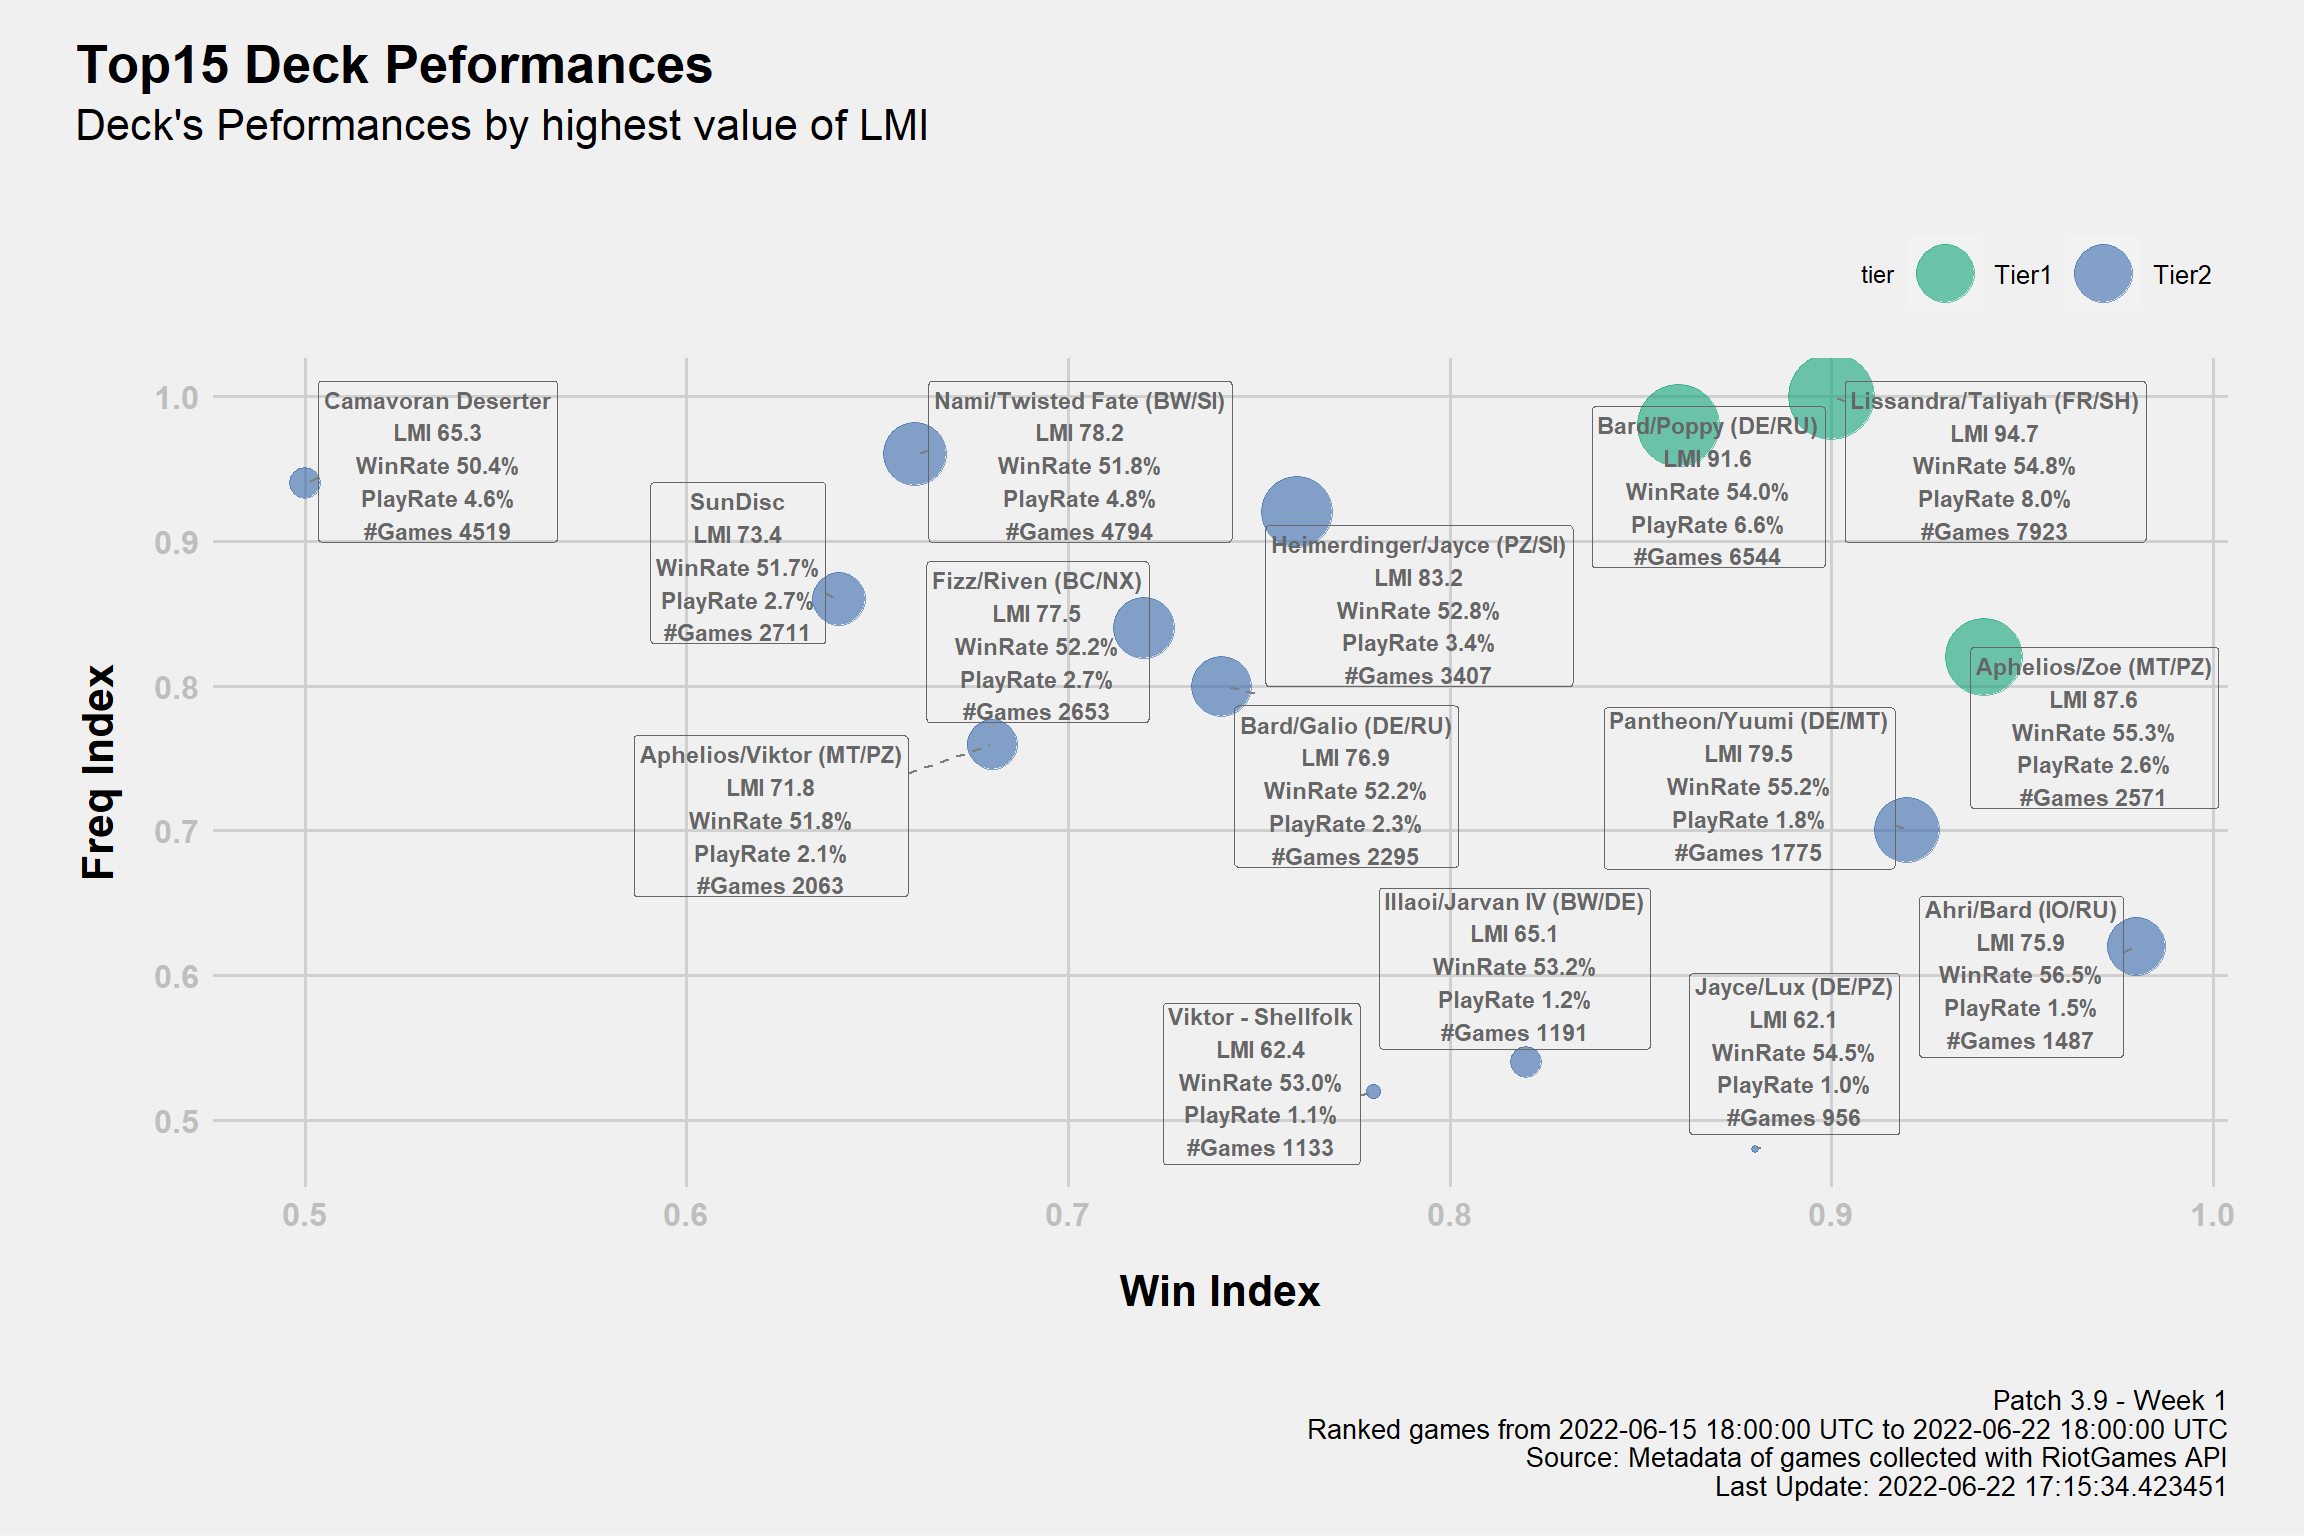 Top15 Deck Peformances
Deck's Peformances by highest value of LMI
tier
Tier1
Tier2
Freq Index
1.0
0.9
0.8
0.7
0.6
0.5
Camavoran Deserter
LMI 65.3
WinRate 50.4%
PlayRate 4.6%
#Games 4519
Nami/Twisted Fate (BW/SI)
LMI 78.2
WinRate 51.8%
PlayRate 4.8%
#Games 4794
Lissandra/Taliyah (FR/SH)
LMI 94.7
WinRate 54.8%
PlayRate 8.0%
#Games 7923
Bard/Poppy (DE/RU)
LMI 91.6
WinRate 54.0%
PlayRate 6.6%
#Games 6544
SunDisc
LMI 73.4
WinRate 51.7%
PlayRate 2.7%
#Games 2711
Heimerdinger/Jayce (PZ/SI)
LMI 83.2
WinRate 52.8%
PlayRate 3.4%
#Games 3407
Fizz/Riven (BC/NX)
LMI 77.5
WinRate 52.2%
PlayRate 2.7%
#Games 2653
Aphelios/Zoe (MT/PZ)
LMI 87.6
WinRate 55.3%
PlayRate 2.6%
#Games 2571
Bard/Galio (DE/RU)
LMI 76.9
WinRate 52.2%
PlayRate 2.3%
#Games 2295
Pantheon/Yuumi (DE/MT)
LMI 79.5
WinRate 55.2%
PlayRate 1.8%
#Games 1775
Aphelios/Viktor (MT/PZ)
LMI 71.8
WinRate 51.8%
PlayRate 2.1%
#Games 2063
Illaoi/Jarvan IV (BW/DE)
LMI 65.1
WinRate 53.2%
PlayRate 1.2%
#Games 1191
Ahri/Bard (IO/RU)
LMI 75.9
WinRate 56.5%
PlayRate 1.5%
#Games 1487
Jayce/Lux (DE/PZ)
LMI 62.1
WinRate 54.5%
PlayRate 1.0%
#Games 956
Viktor - Shellfolk
LMI 62.4
WinRate 53.0%
PlayRate 1.1%
#Games 1133
0.5
0.6
0.7
0.8
0.9
1.0
Win Index
Patch 3.9 - Week 1
Ranked games from 2022-06-15 18:00:00 UTC to 2022-06-22 18:00:00 UTC
Source: Metadata of games collected with RiotGames API
Last Update: 2022-06-22 17:15:34.423451